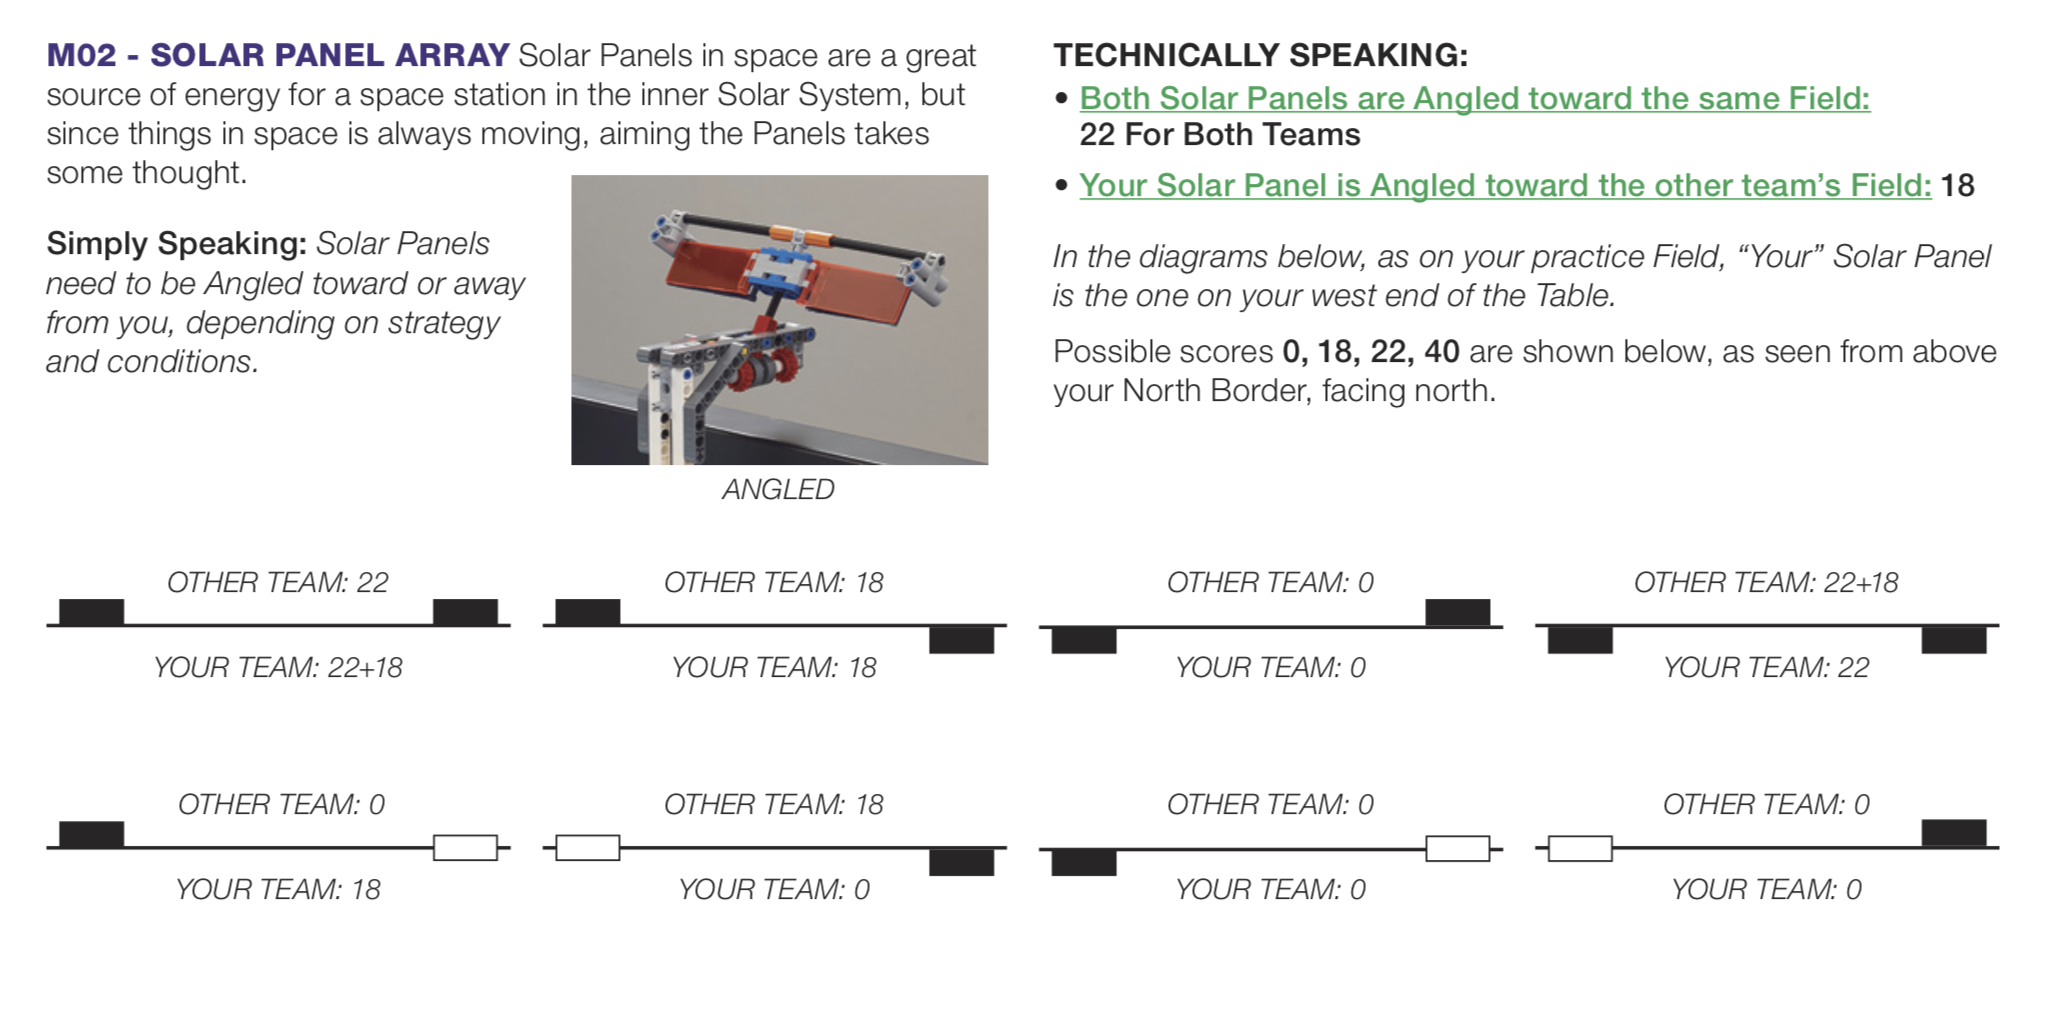 M02 - SOLAR PANEL ARRAY Solar Panels in space are a great
source of energy for a space station in the inner Solar System, but
since things in space is always moving, aiming the Panels takes
some thought.
Simply Speaking: Solar Panels
need to be Angled toward or away
from you, depending on strategy
and conditions.
ANGLED
TECHNICALLY SPEAKING:
• Both Solar Panels are Angled toward the same Field:
22 For Both Teams
• Your Solar Panel is Angled toward the other team's Field: 18
In the diagrams below, as on your practice Field, “Your” Solar Panel
is the one on your west end of the Table.
Possible scores 0, 18, 22, 40 are shown below, as seen from above
your North Border, facing north.
OTHER TEAM: 22
YOUR TEAM: 22+18
OTHER TEAM: 18
YOUR TEAM: 18
OTHER TEAM: 0
YOUR TEAM: 0
OTHER TEAM: 22+18
YOUR TEAM: 22
OTHER TEAM: 0
YOUR TEAM: 18
OTHER TEAM: 18
YOUR TEAM: 0
OTHER TEAM: 0
YOUR TEAM: 0
OTHER TEAM: 0
YOUR TEAM: 0